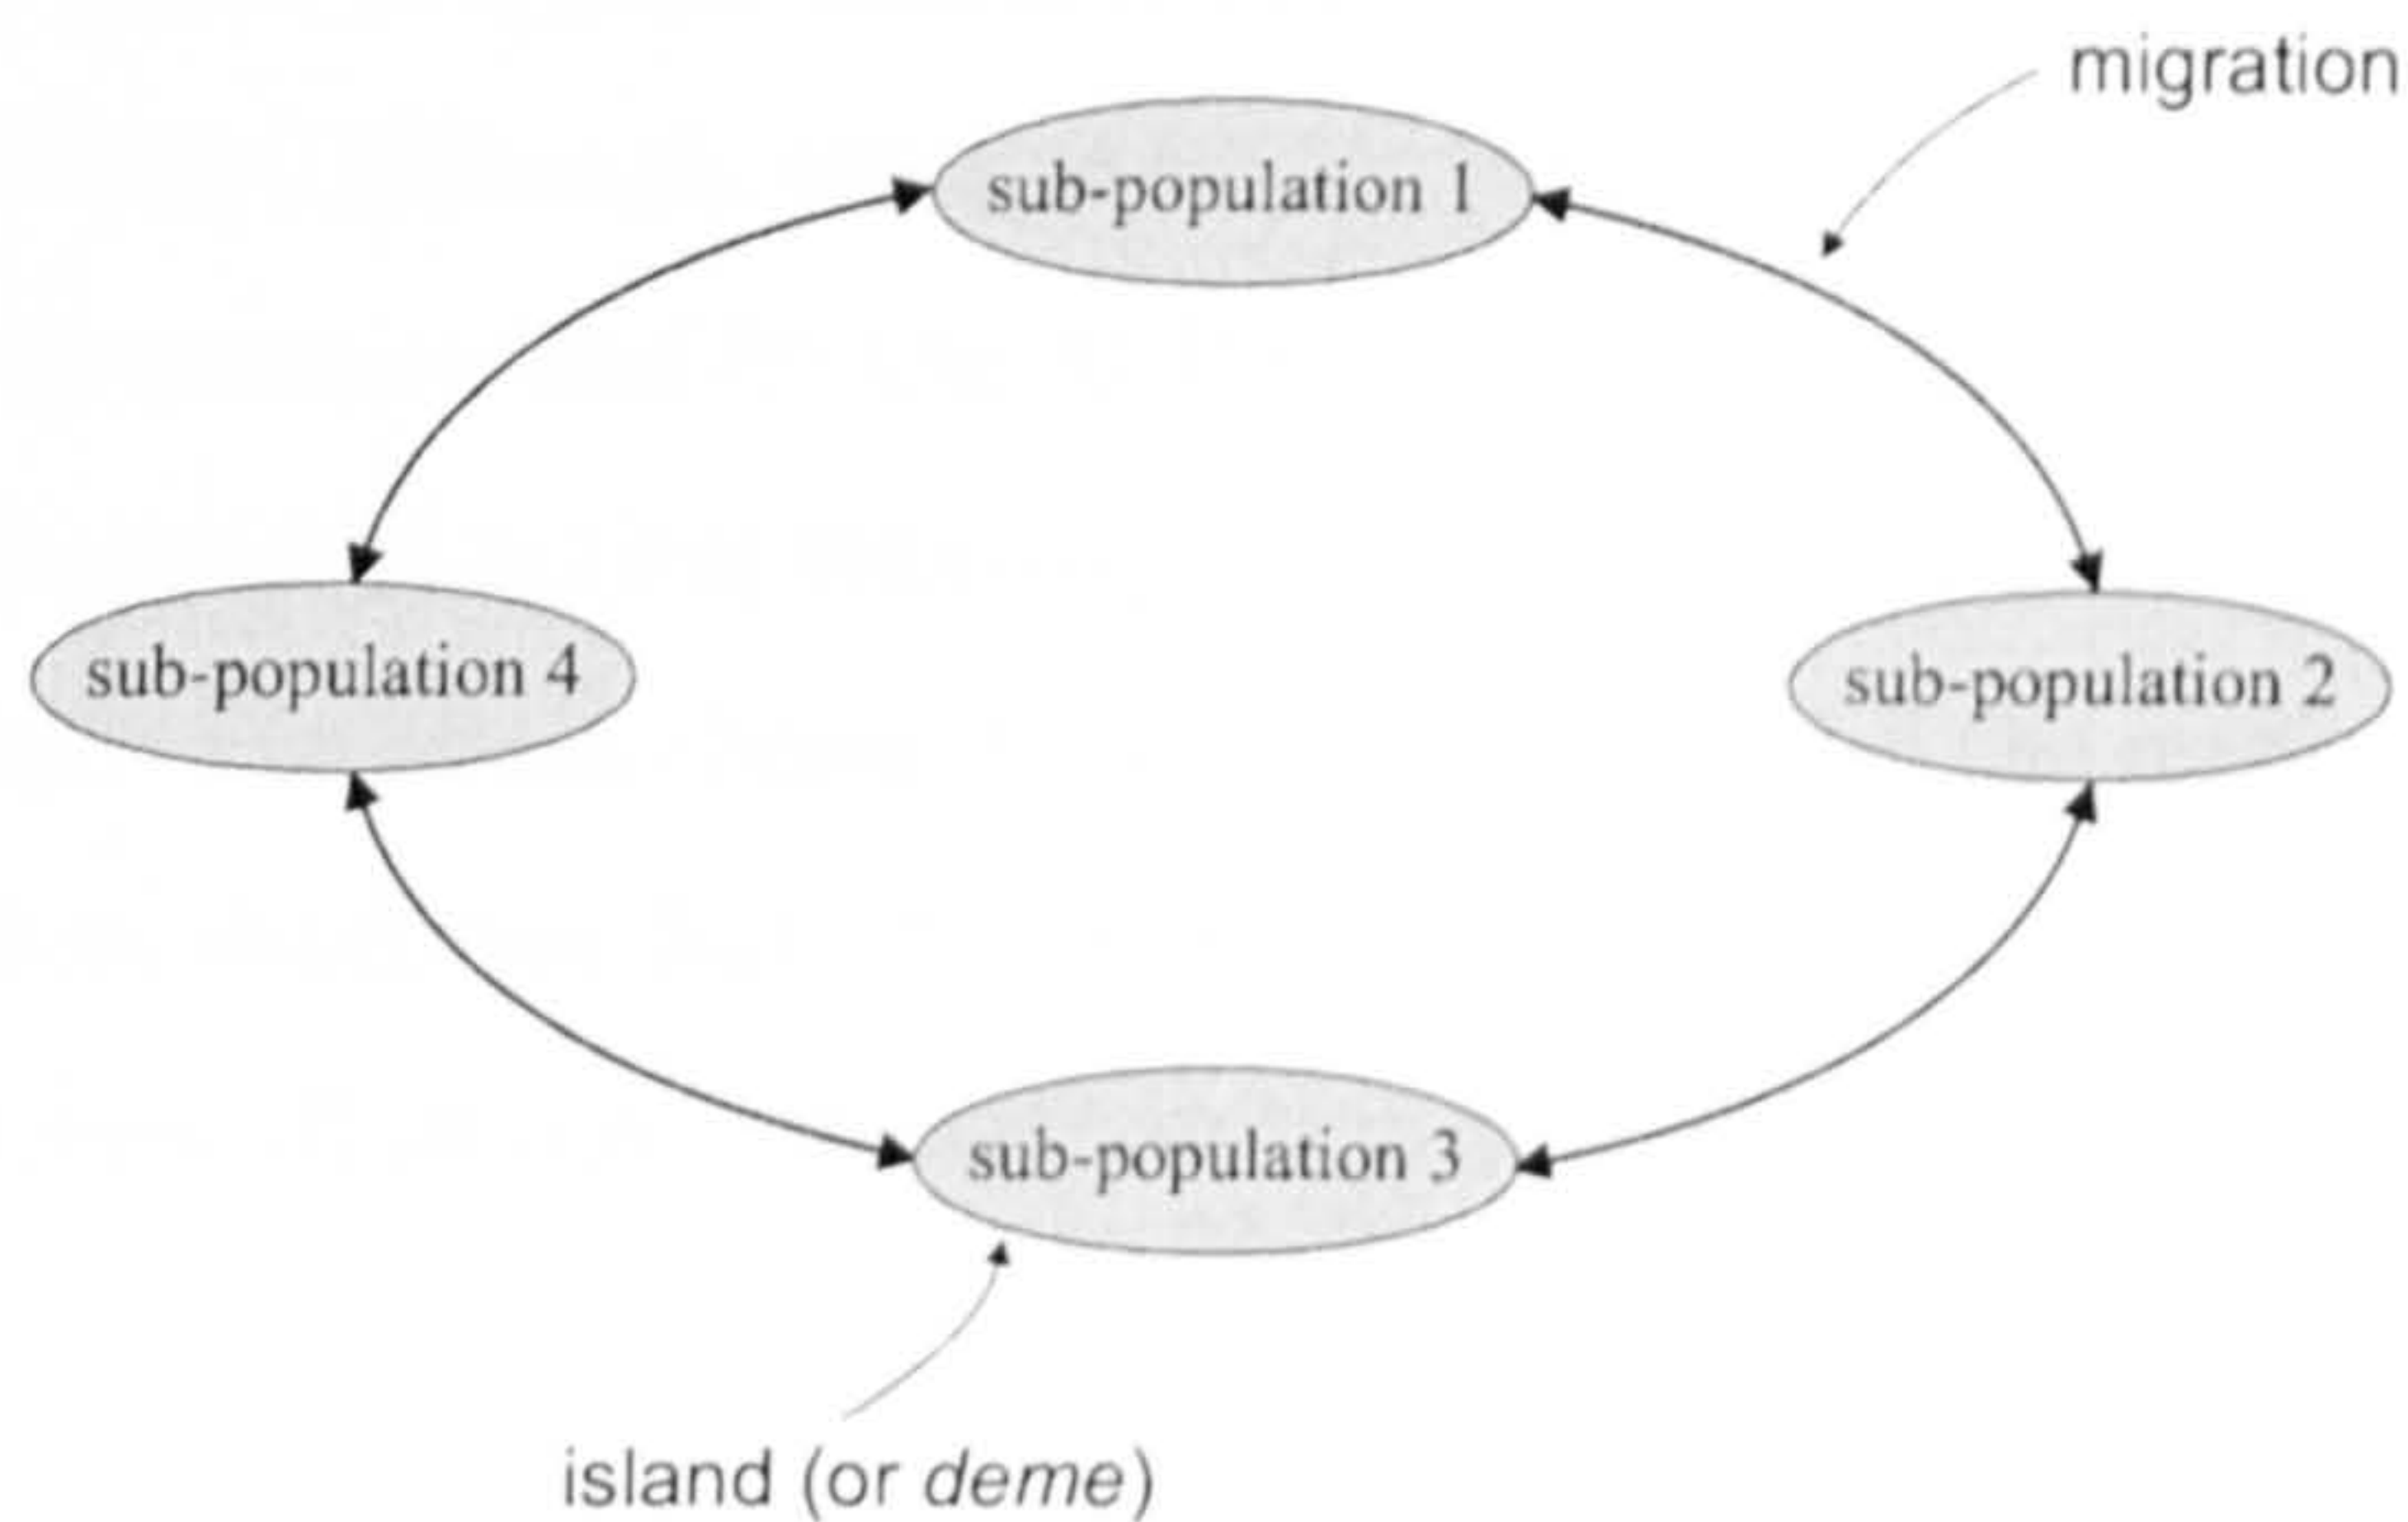 migration
sub-population 1
sub-population 4
sub-population 2
sub-population 3
island (or deme)